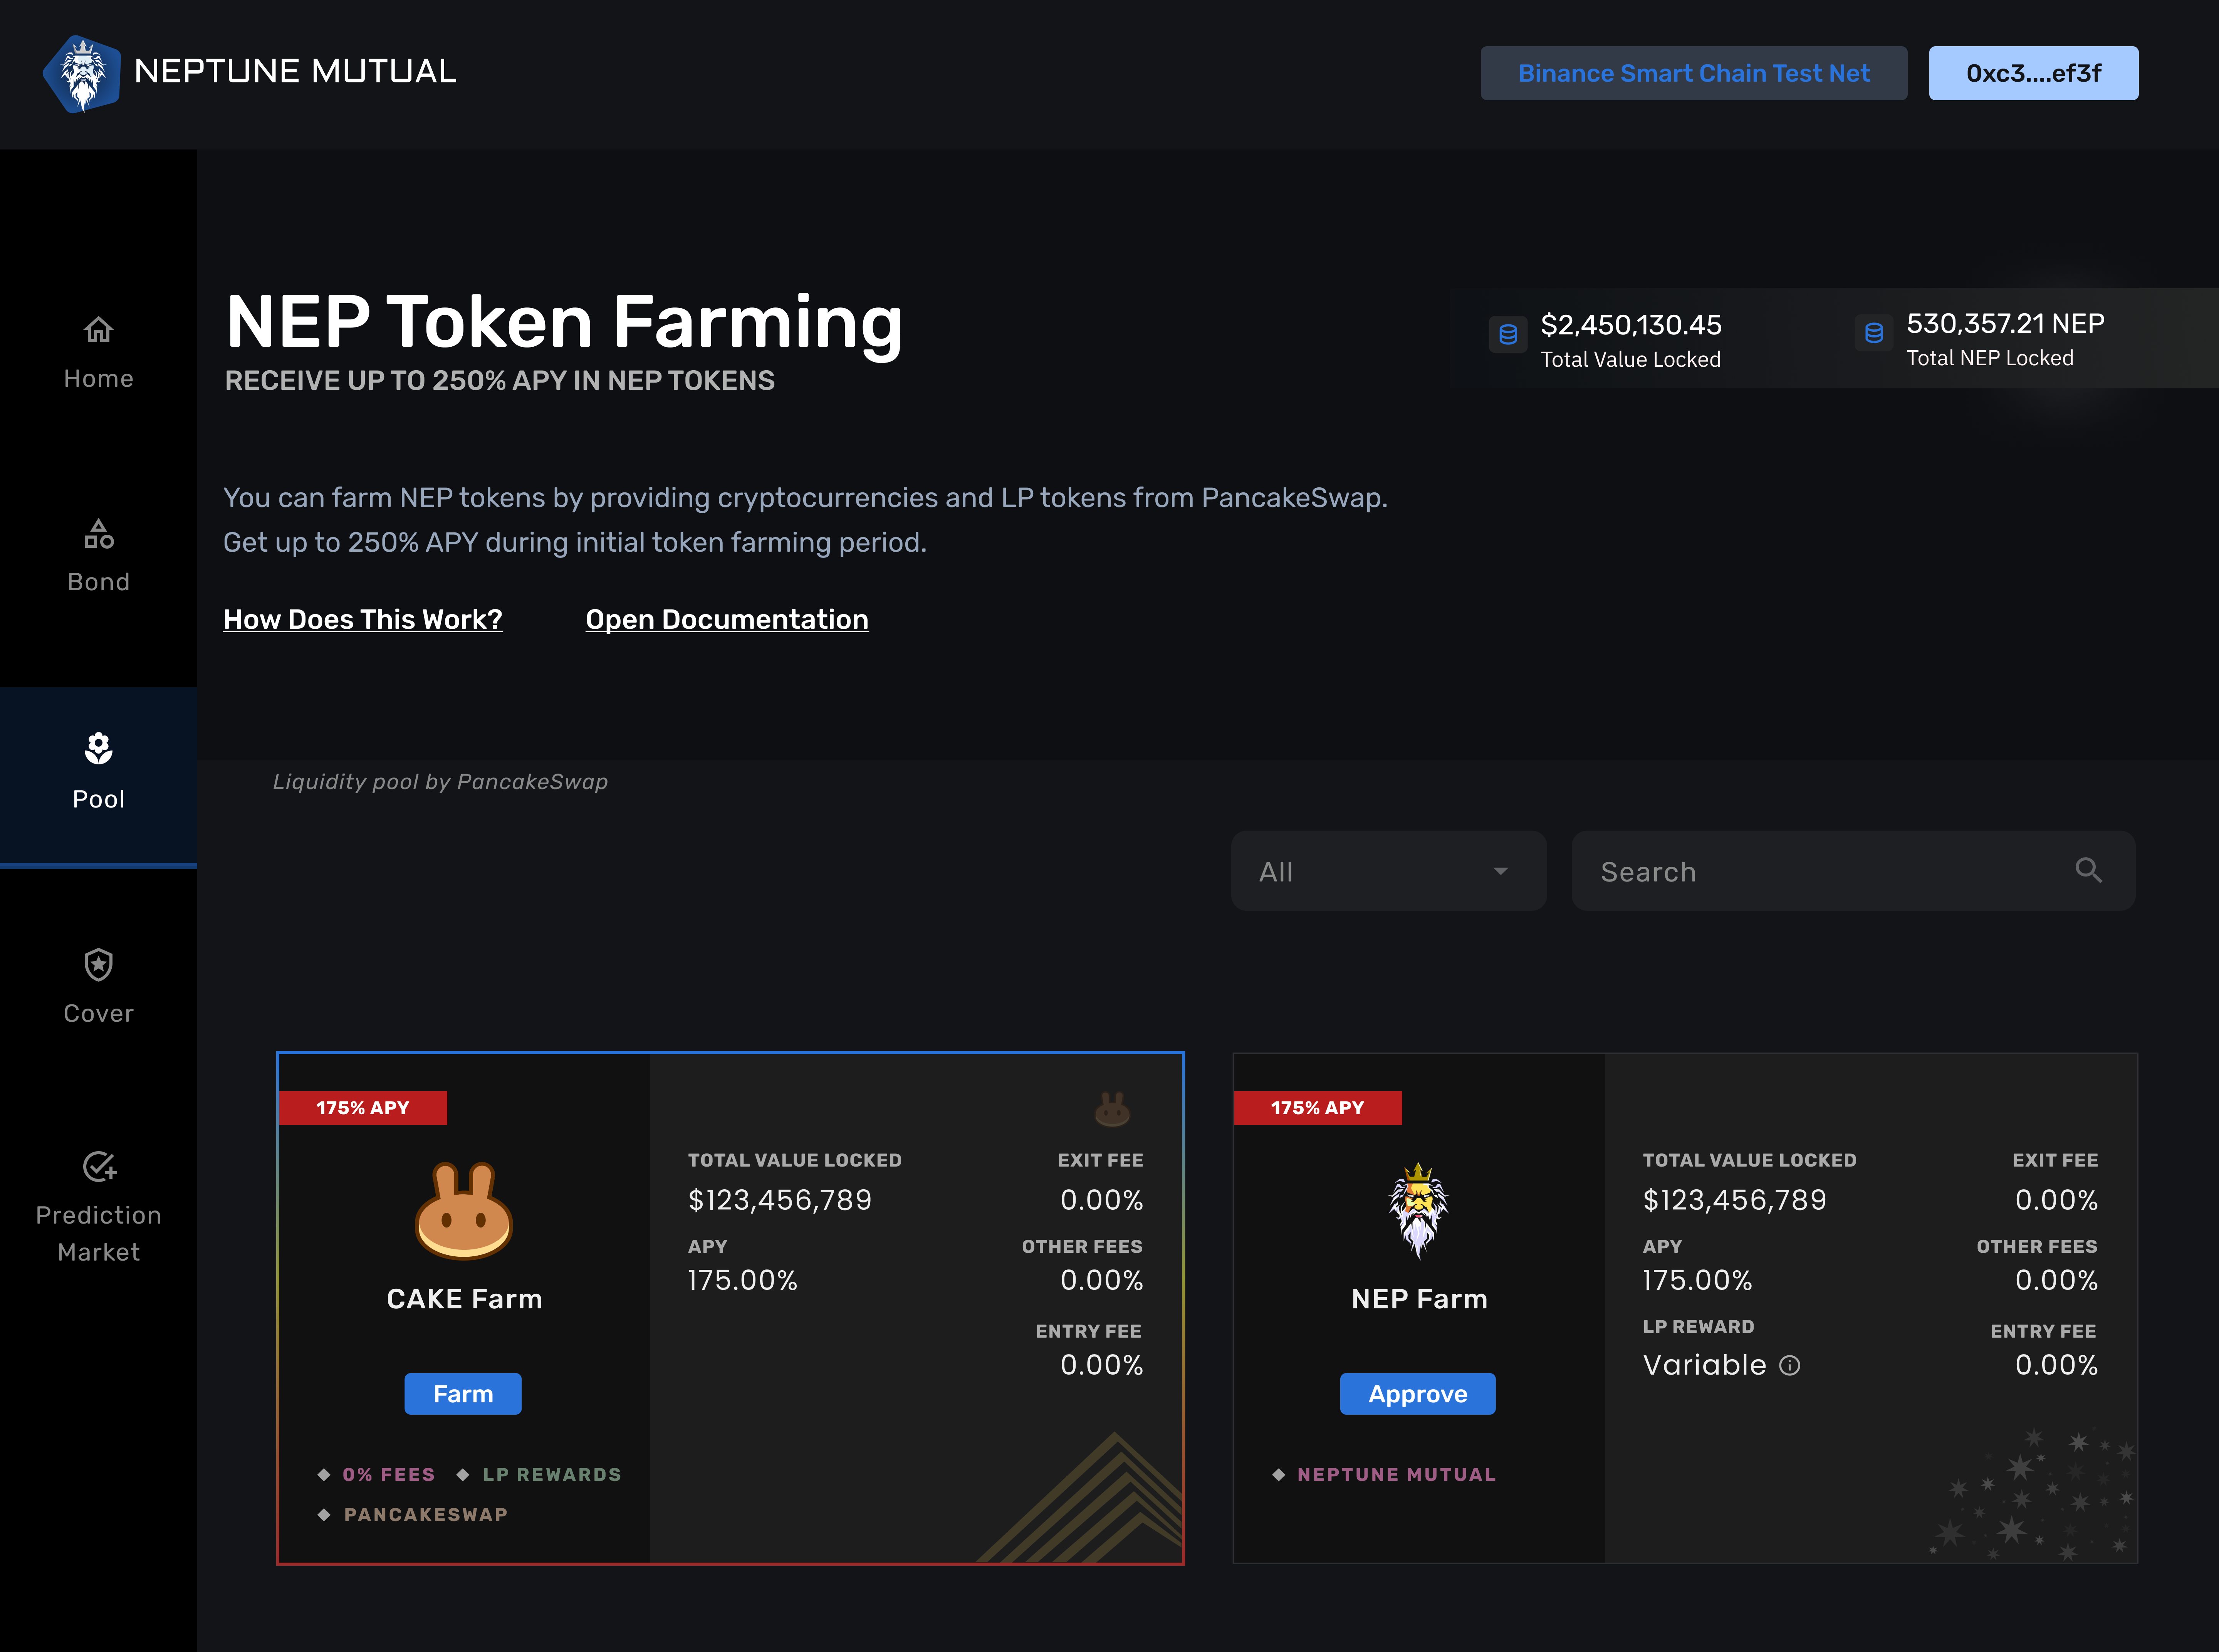 NEPTUNE MUTUAL
Binance Smart Chain Test Net
0xc3....ef3f
Home
Bond
Pool
Cover
Prediction
Market
NEP Token Farming
RECEIVE UP TO 250% APY IN NEP TOKENS
$2,450,130.45
Total Value Locked
530,357.21 NEP
Total NEP Locked
You can farm NEP tokens by providing cryptocurrencies and LP tokens from PancakeSwap.
Get up to 250% APY during initial token farming period.
How Does This Work?
Open Documentation
Liquidity pool by PancakeSwap
All
Search
175% APY
CAKE Farm
Farm
0% FEES
LP REWARDS
PANCAKESWAP
TOTAL VALUE LOCKED
$123,456,789
EXIT FEE
0.00%
APY
175.00%
OTHER FEES
0.00%
ENTRY FEE
0.00%
175% APY
NEP Farm
Approve
NEPTUNE MUTUAL
TOTAL VALUE LOCKED
$123,456,789
EXIT FEE
0.00%
APY
175.00%
OTHER FEES
0.00%
LP REWARD
Variable
ENTRY FEE
0.00%